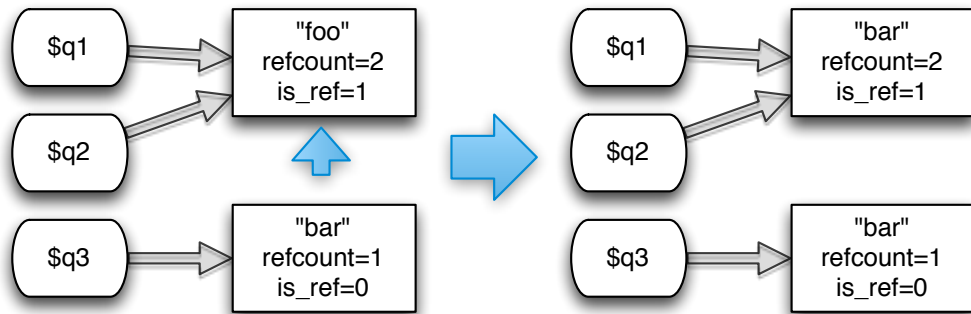 $q1
"foo"
refcount=2
is_ref=1
$q2
$q3
"bar"
refcount=1
is_ref=0
$q1
"bar"
refcount=2
is_ref=1
$q2
$q3
"bar"
refcount=1
is_ref=0